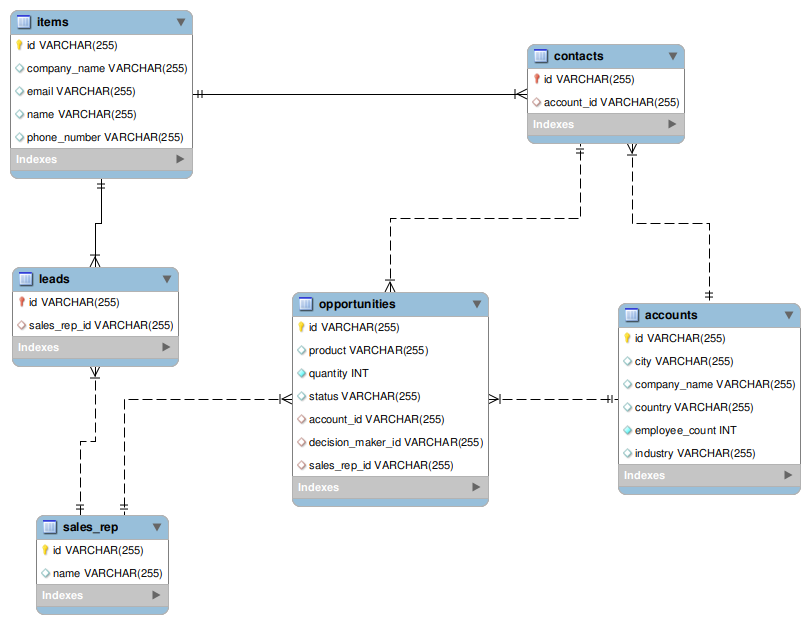 items
id VARCHAR(255)
company_name VARCHAR(255)
email VARCHAR(255)
name VARCHAR(255)
phone_number VARCHAR(255)
Indexes
contacts
id VARCHAR(255)
account_id VARCHAR(255)
Indexes
leads
id VARCHAR(255)
sales_rep_id VARCHAR(255)
Indexes
opportunities
id VARCHAR(255)
product VARCHAR(255)
quantity INT
status VARCHAR(255)
account_id VARCHAR(255)
decision_maker_id VARCHAR(255)
sales_rep_id VARCHAR(255)
Indexes
accounts
id VARCHAR(255)
city VARCHAR(255)
company_name VARCHAR(255)
country VARCHAR(255)
employee_count INT
industry VARCHAR(255)
Indexes
sales_rep
id VARCHAR(255)
name VARCHAR(255)
Indexes